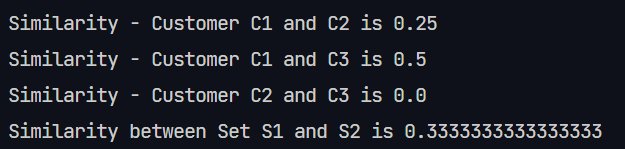 Similarity - Customer C1 and C2 is 0.25
Similarity - Customer C1 and C3 is 0.5
Similarity - Customer C2 and C3 is 0.0
Similarity between Set S1 and S2 is 0.3333333333333333